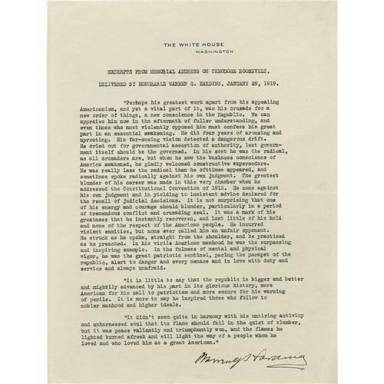 THE WHITE HOUSE
WASHINGTON
EXCERPTS FROM MEMORIAL ADDRESS ON THEODORE ROOSEVELT,
DELIVERED BY HONORABLE WARREN G. HARDING, JANUARY 29, 1919.
"Perhaps his greatest work apart from his appealing
Americanism, and yet a vital part of it, was his crusade for a
new order of things, a new conscience in the Republic. We can
appraise him now in the aftermath of fuller understanding, and
even those who most violently opposed him must confess his great
part in an essential awakening. He did four years of arousing and
uprooting. His far-seeing vision detected a dangerous drift.
He cried out for governmental assertion of authority, lest govern-
ment itself should be governed. In his zeal he was the radical,
as all crusaders are, but when he saw the business conscience of
America awakened, he gladly welcomed constructive supersedure.
He was really less the radical than he ofttimes appeared, and
sometimes spoke radically against his own judgment. The greatest
blunder of his career was made in this very chamber when he
addressed the Constitutional Convention of 1912. He came against
his own judgment and in yielding to insistent advice declared for
the recall of judicial decisions. It is not surprising that one
of his energy and courage should blunder, particularly in a period
of tremendous conflict and crusading zeal. It was a mark of his
greatness that he instantly recovered, and lost little of his hold
and none of the respect of the American people. He incurred
violent enmities, but none ever called him an unfair opponent.
He struck as he spoke, straight from the shoulder, and he practiced
as he preached. In his virile American manhood he was the surpassing
and inspiring example. In the fulness of mental and physical
vigor, he was the great patriotic sentinel, pacing the parapet of the
republic, alert to danger and every menace and in love with duty and
service and always unafraid.
"It is little to say that the republic is bigger and better
and mightily advanced by his part in its glorious history, more
American for his call to patriotism and more secure for his warning
of perils. It is more to say he inspired those who follow to
nobler manhood and higher ideals.
"It didn't seem quite in harmony with his untiring activity
and unharnessed soul that its flame should fail in the quiet of slumber,
but it was peace valiantly and triumphantly won, and the flames he
lighted burned afresh and will light the way of a people whom he
loved and who loved him as a great American."
Warren G Harding